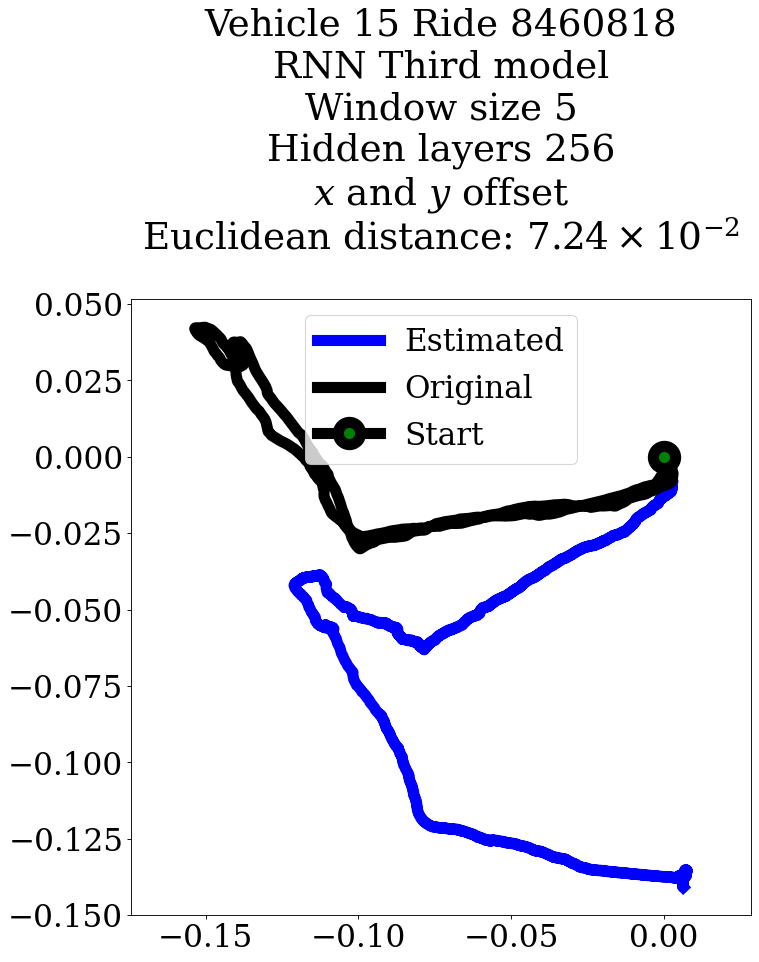 Vehicle 15 Ride 8460818
RNN Third model
Window size 5
Hidden layers 256
x and y offset
Euclidean distance: 7.24 × 10⁻²
0.050
0.025
0.000
−0.025
−0.050
−0.075
−0.100
−0.125
−0.150
Estimated
Original
Start
−0.15
−0.10
−0.05
0.00